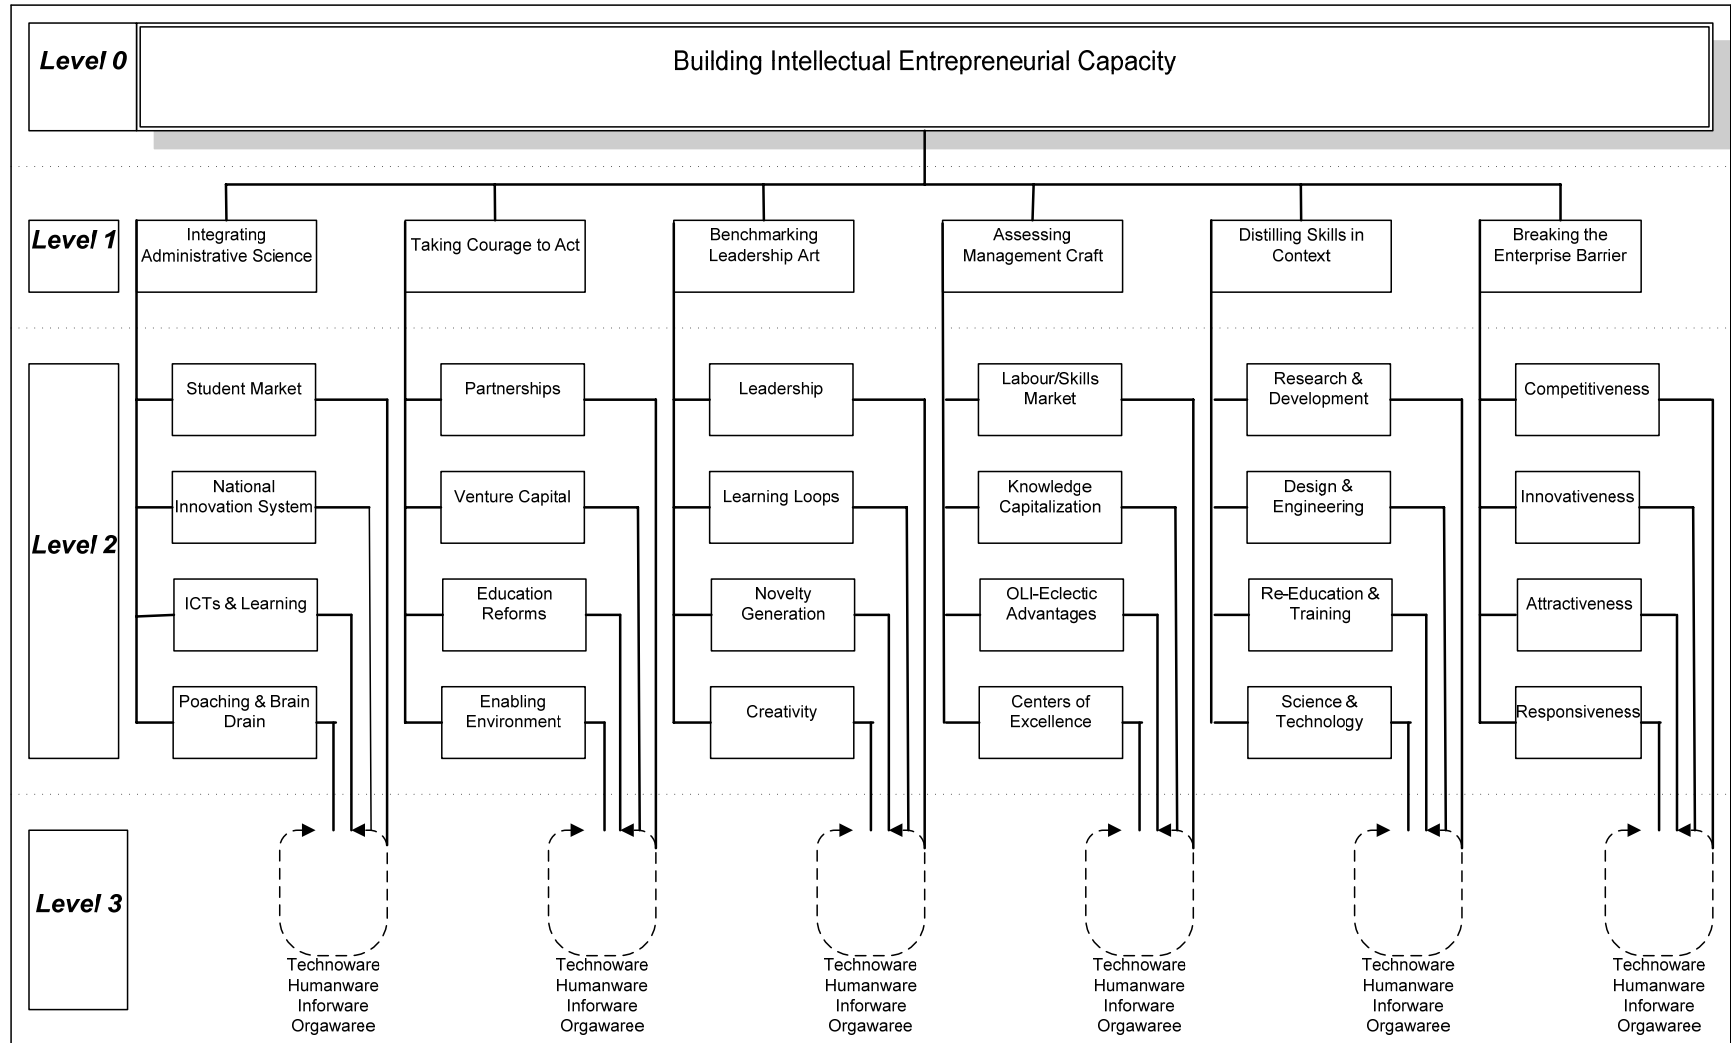 Level 0
Building Intellectual Entrepreneurial Capacity
Level 1
Integrating
Administrative Science
Taking Courage to Act
Benchmarking
Leadership Art
Assessing
Management Craft
Distilling Skills in
Context
Breaking the
Enterprise Barrier
Level 2
Student Market
Partnerships
Leadership
Labour/Skills
Market
Research &
Development
Competitiveness
National
Innovation System
Venture Capital
Learning Loops
Knowledge
Capitalization
Design &
Engineering
Innovativeness
ICTs & Learning
Education
Reforms
Novelty
Generation
OLI-Eclectic
Advantages
Re-Education &
Training
Attractiveness
Poaching & Brain
Drain
Enabling
Environment
Creativity
Centers of
Excellence
Science &
Technology
Responsiveness
Level 3
Technoware
Humanware
Inforware
Orgawaree
Technoware
Humanware
Inforware
Orgawaree
Technoware
Humanware
Inforware
Orgawaree
Technoware
Humanware
Inforware
Orgawaree
Technoware
Humanware
Inforware
Orgawaree
Technoware
Humanware
Inforware
Orgawaree